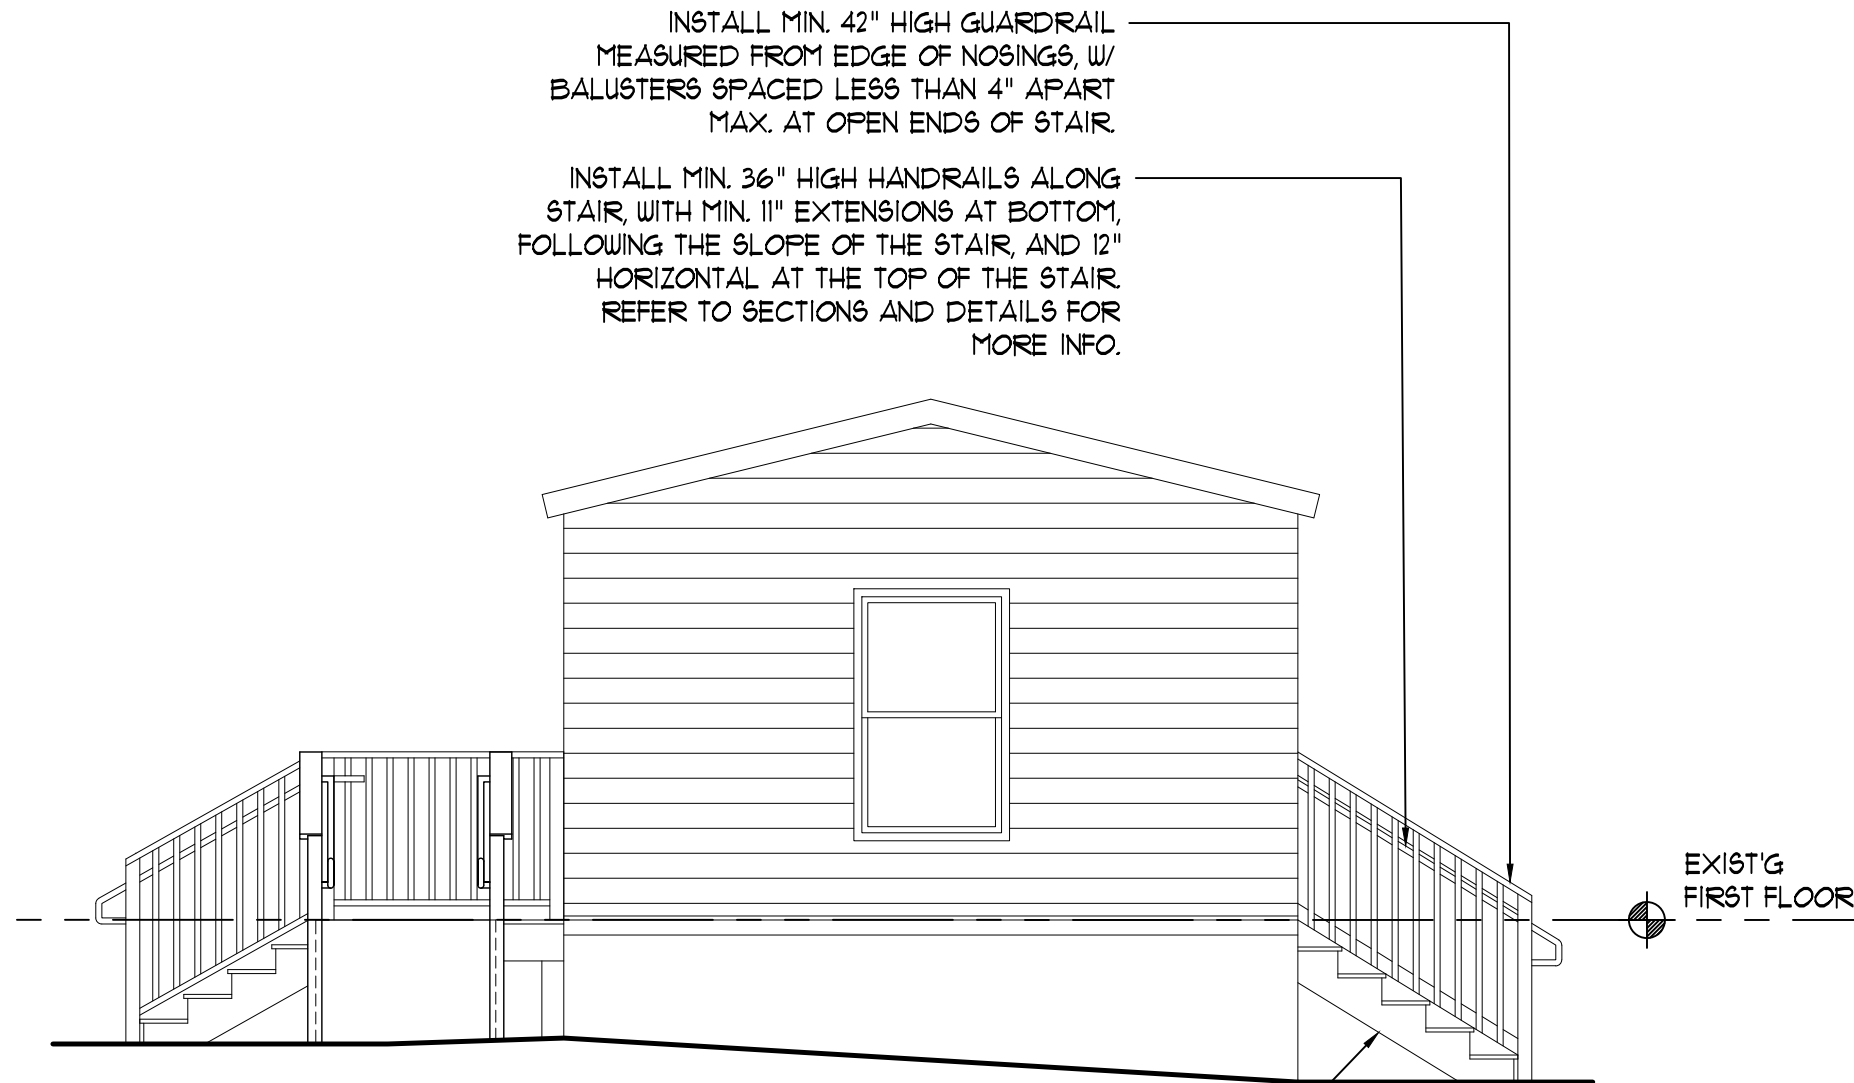 INSTALL MIN. 42" HIGH GUARDRAIL
MEASURED FROM EDGE OF NOSINGS, W/
BALUSTERS SPACED LESS THAN 4" APART
MAX. AT OPEN ENDS OF STAIR.
INSTALL MIN. 36" HIGH HANDRAILS ALONG
STAIR, WITH MIN. 11" EXTENSIONS AT BOTTOM,
FOLLOWING THE SLOPE OF THE STAIR, AND 12"
HORIZONTAL AT THE TOP OF THE STAIR.
REFER TO SECTIONS AND DETAILS FOR
MORE INFO.
EXIST'G
FIRST FLOOR